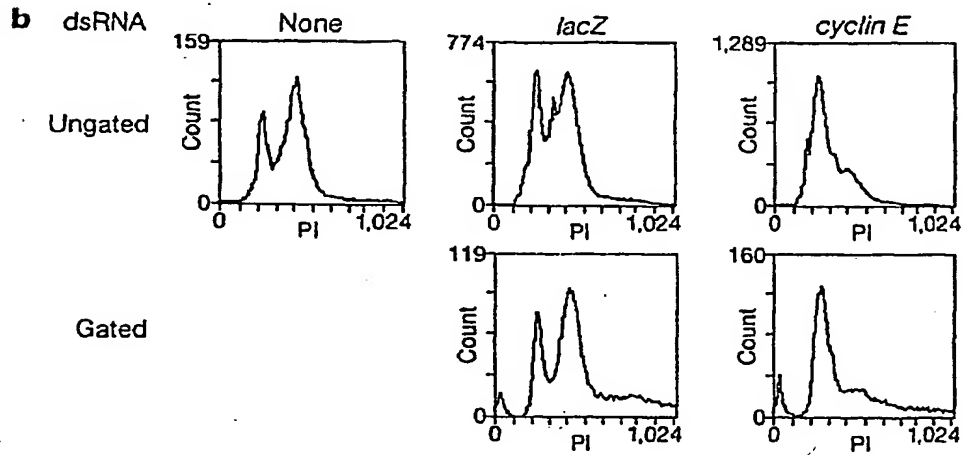 b dsRNA None lacZ cyclin E
159 774 1,289
Ungated Count Count Count
0 0 0
0 PI 1,024 0 PI 1,024 0 PI 1,024
119 160
Gated Count Count
0 0
0 PI 1,024 0 PI 1,024